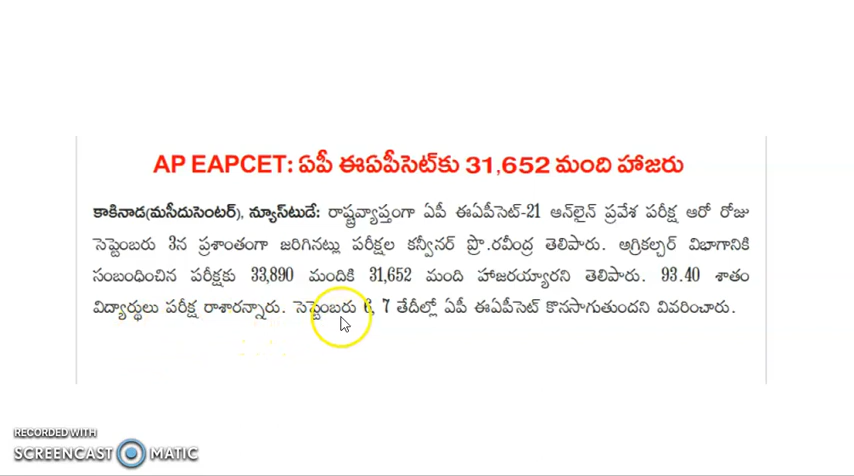 AP EAPCET: ఏపీ ఈఏపీసెట్‌కు 31,652 మంది హాజరు
కాకినాడ(మసీదుసెంటర్), న్యూస్‌టుడే: రాష్ట్రవ్యాప్తంగా ఏపీ ఈఏపీసెట్-21 ఆన్‌లైన్ ప్రవేశ పరీక్ష ఆరో రోజు
సెప్టెంబరు 3న ప్రశాంతంగా జరిగినట్లు పరీక్షల కన్వీనర్ ప్రొ.రవీంద్ర తెలిపారు. అగ్రికల్చర్ విభాగానికి
సంబంధించిన పరీక్షకు 33,890 మందికి 31,652 మంది హాజరయ్యారని తెలిపారు. 93.40 శాతం
విద్యార్థులు పరీక్ష రాశారన్నారు. సెప్టెంబరు 6, 7 తేదీల్లో ఏపీ ఈఏపీసెట్ కొనసాగుతుందని వివరించారు.
RECORDED WITH
SCREENCAST MATIC